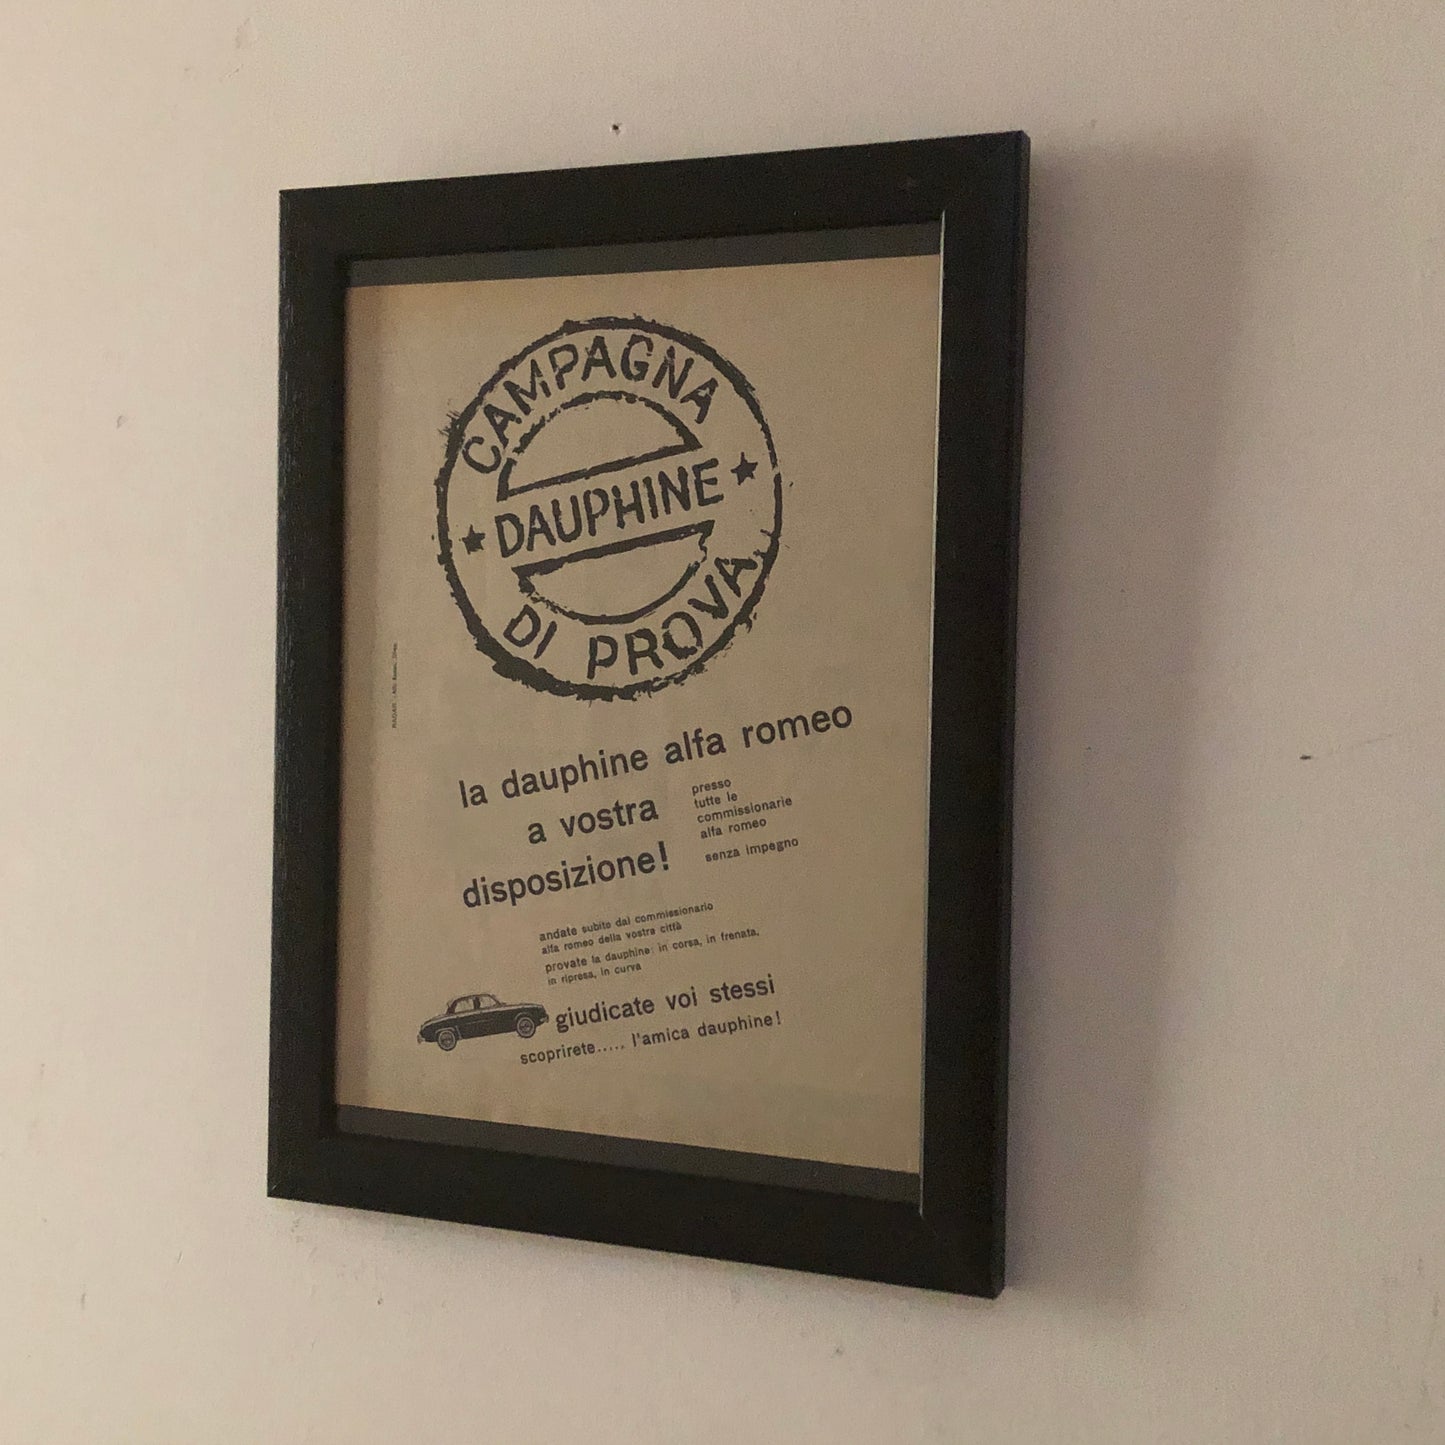 CAMPAGNA
★ DAUPHINE ★
DI PROVA
la dauphine alfa romeo
a vostra
disposizione!
presso
tutte le
commissionarie
alfa romeo
senza impegno
andate subito dal commissionario
alfa romeo della vostra città
provate la dauphine: in corsa, in frenata,
in ripresa, in curva
giudicate voi stessi
scoprirete..... l'amica dauphine!
RADAR